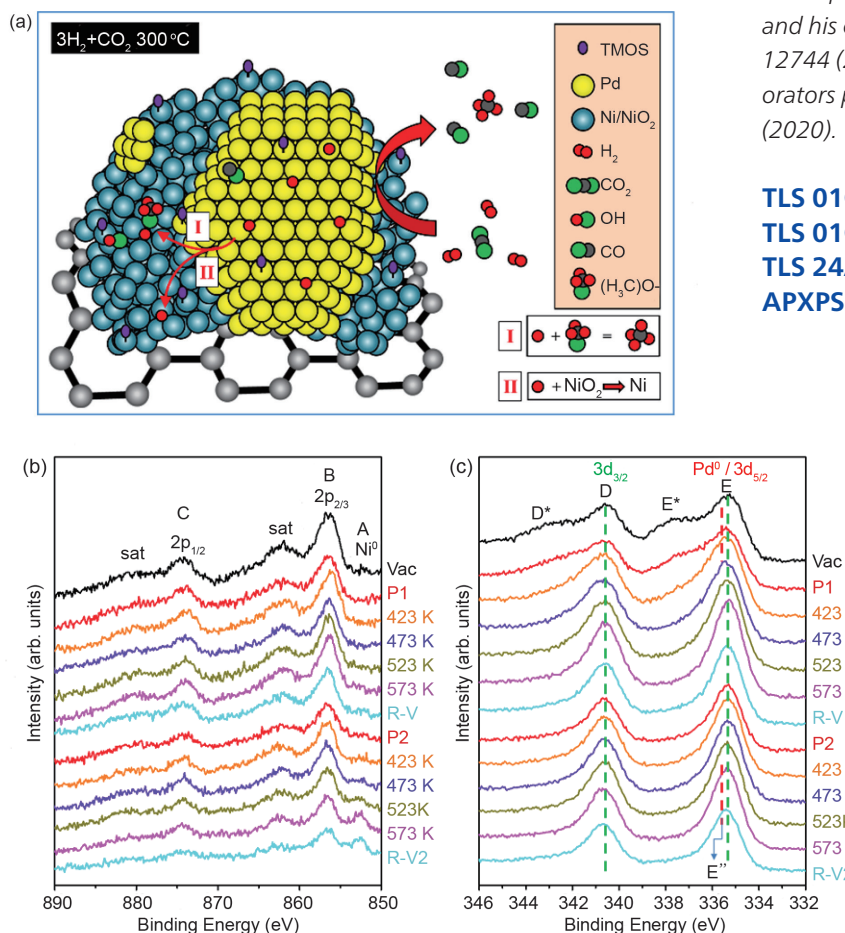 and his
12744 (2
orators p
(2020).
TLS 01
TLS 01
TLS 24
APXPS
(a)
3H₂+CO₂ 300 °C
TMOS
Pd
Ni/NiO₂
H₂
CO₂
OH
CO
(H₃C)O-
I
II
I + =
II +NiO₂ Ni
(b)
B
2p₂/₃
C
2p₁/₂
A
Ni⁰
sat
sat
Vac
P1
423 K
473 K
523 K
573 K
R-V
P2
423 K
473 K
523K
573 K
R-V2
Intensity (arb. units)
890 880 870 860 850
Binding Energy (eV)
(c)
3d₃/₂
Pd⁰ / 3d₅/₂
D* D E* E
Vac
P1
423
473
523
573
R-V
P2
423
473
523
573
R-V2
E’’
Intensity (arb. units)
346 344 342 340 338 336 334 332
Binding Energy (eV)